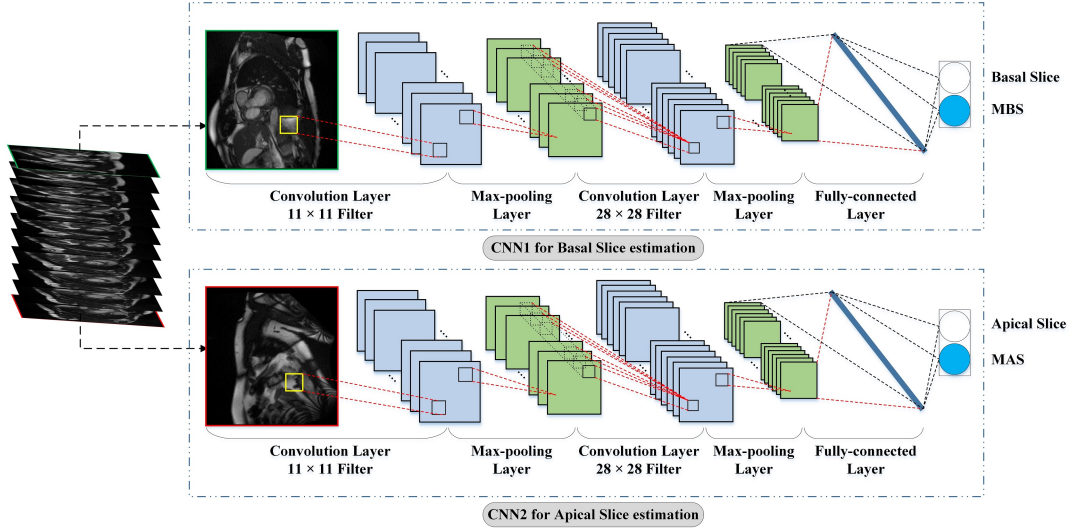 Basal Slice
MBS
Convolution Layer
11 × 11 Filter
Max-pooling
Layer
Convolution Layer
28 × 28 Filter
Max-pooling
Layer
Fully-connected
Layer
CNN1 for Basal Slice estimation
Apical Slice
MAS
Convolution Layer
11 × 11 Filter
Max-pooling
Layer
Convolution Layer
28 × 28 Filter
Max-pooling
Layer
Fully-connected
Layer
CNN2 for Apical Slice estimation